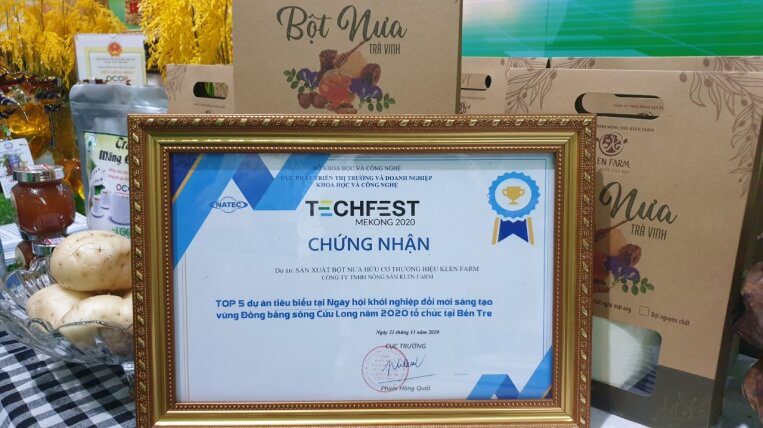 Bột Nưa
TRÀ VINH
OCOP
KLEN FARM
Nưa
TRÀ VINH
OCO
BỘ KHOA HỌC VÀ CÔNG NGHỆ
CỤC PHÁT TRIỂN THỊ TRƯỜNG VÀ DOANH NGHIỆP
KHOA HỌC VÀ CÔNG NGHỆ
NATEC
TECHFEST
MEKONG 2020
CHỨNG NHẬN
Dự án: SẢN XUẤT BỘT NƯA HỮU CƠ THƯƠNG HIỆU KLEN FARM
CÔNG TY TNHH NÔNG SẢN KLEN FARM
TOP 5 dự án tiêu biểu tại Ngày hội khởi nghiệp đổi mới sáng tạo
vùng Đồng bằng sông Cửu Long năm 2020 tổ chức tại Bến Tre
Ngày 21 tháng 11 năm 2020
CỤC TRƯỞNG
Phạm Hồng Quất
Bột nguyên chất